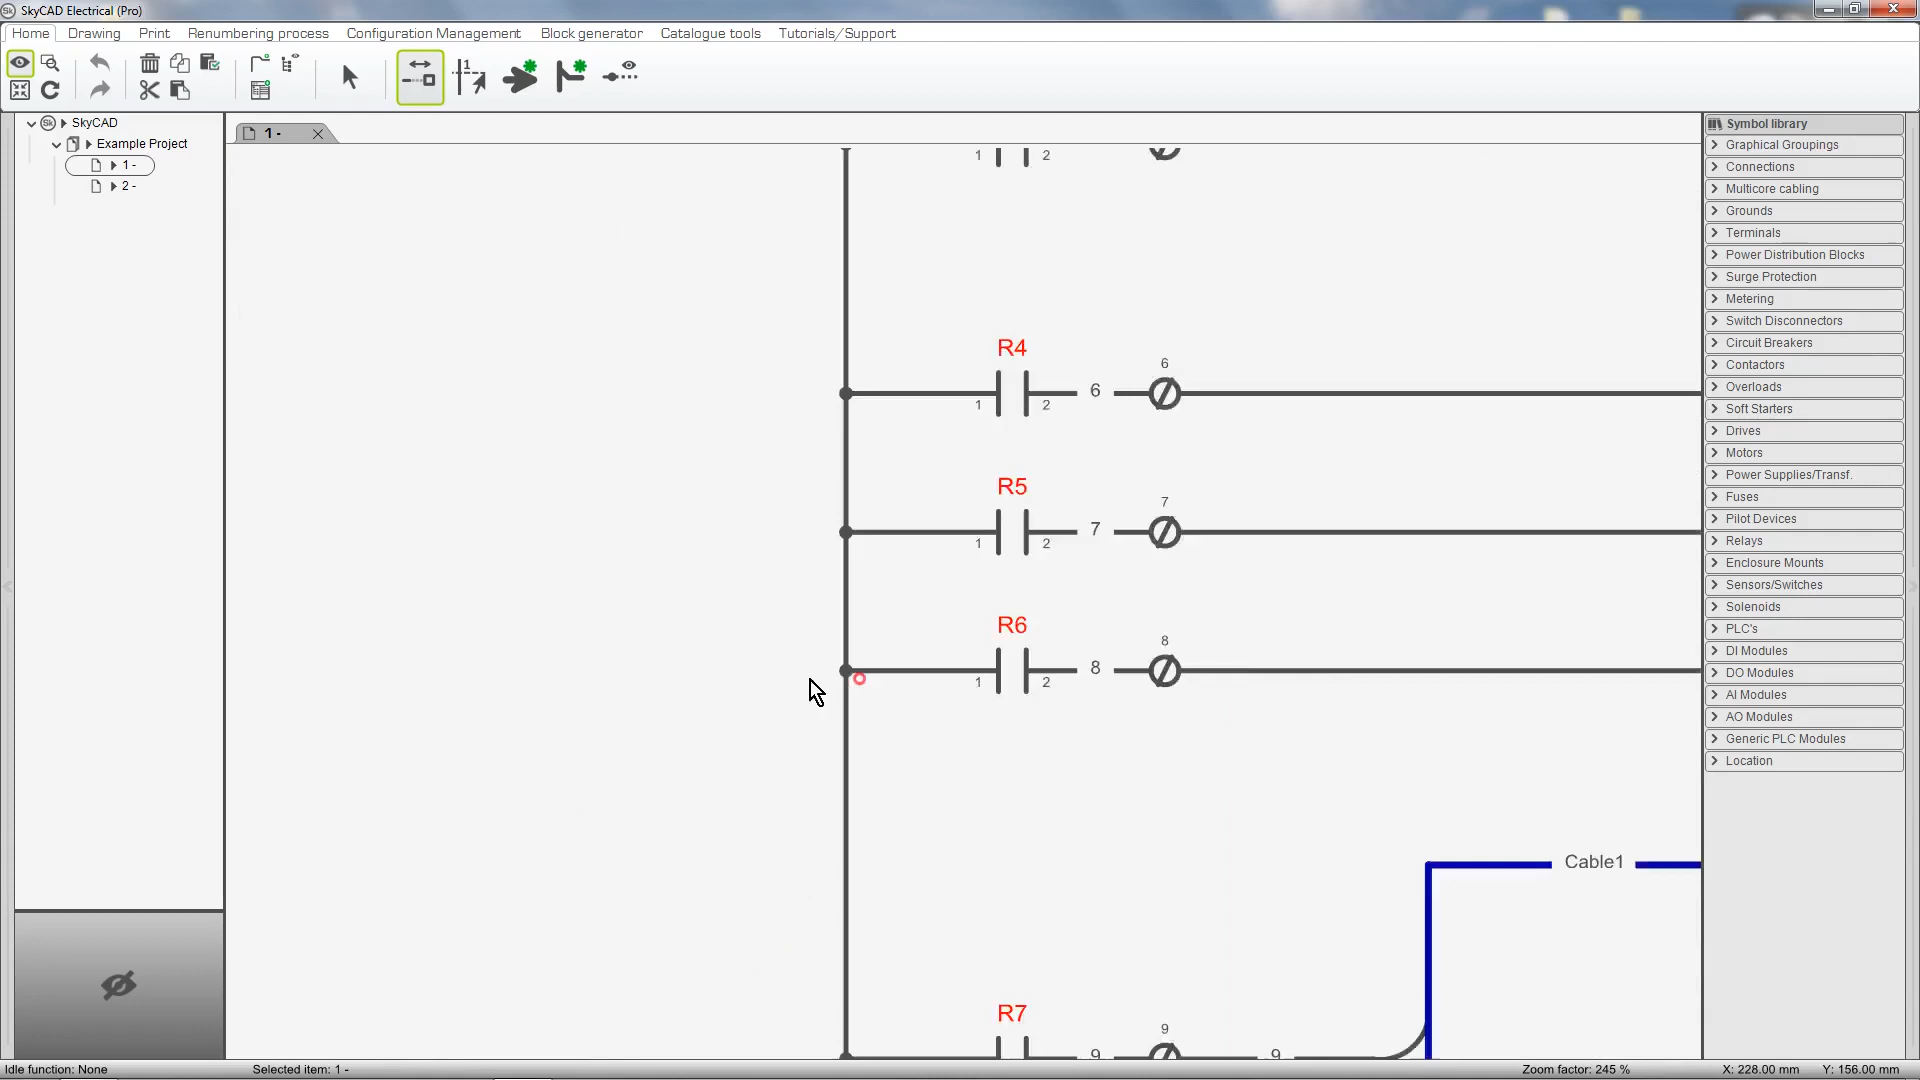 SkyCAD Electrical (Pro)
Home Drawing Print Renumbering process Configuration Management Block generator Catalogue tools Tutorials/Support
SkyCAD
Example Project
1 -
2 -
1 -
1 2
R4
6
1 2 6
R5
7
1 2 7
R6
8
1 2 8
Cable1
R7
9
9 9
Symbol library
Graphical Groupings
Connections
Multicore cabling
Grounds
Terminals
Power Distribution Blocks
Surge Protection
Metering
Switch Disconnectors
Circuit Breakers
Contactors
Overloads
Soft Starters
Drives
Motors
Power Supplies/Transf.
Fuses
Pilot Devices
Relays
Enclosure Mounts
Sensors/Switches
Solenoids
PLC's
DI Modules
DO Modules
AI Modules
AO Modules
Generic PLC Modules
Location
Idle function: None Selected item: 1 - Zoom factor: 245 % X: 228.00 mm Y: 156.00 mm